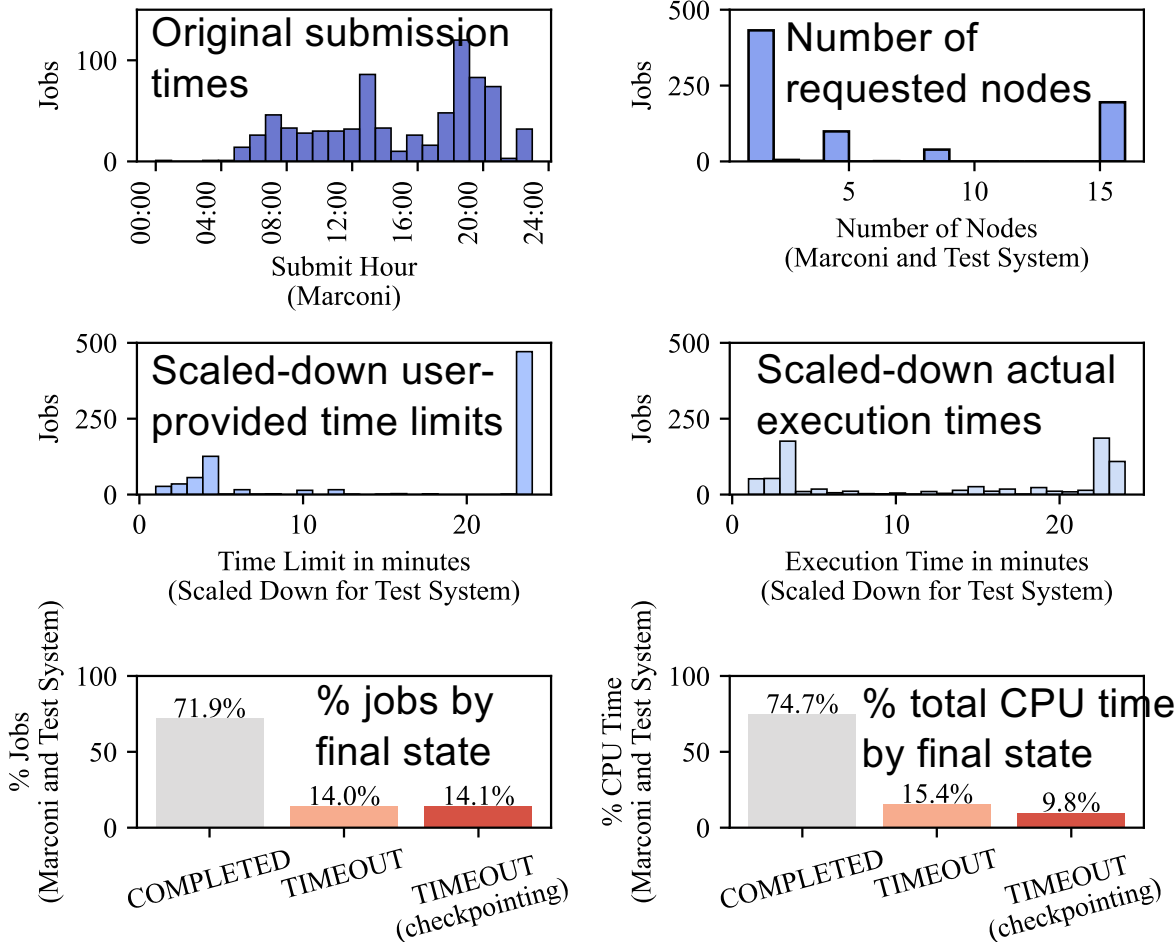 Original submission
times
Jobs
100
0
00:00
04:00
08:00
12:00
16:00
20:00
24:00
Submit Hour
(Marconi)
Number of
requested nodes
Jobs
500
250
0
5
10
15
Number of Nodes
(Marconi and Test System)
Scaled-down user-
provided time limits
Jobs
500
250
0
0
10
20
Time Limit in minutes
(Scaled Down for Test System)
Scaled-down actual
execution times
Jobs
500
250
0
0
10
20
Execution Time in minutes
(Scaled Down for Test System)
% jobs by
final state
% Jobs
(Marconi and Test System)
100
50
0
71.9%
14.0%
14.1%
COMPLETED
TIMEOUT
TIMEOUT
(checkpointing)
% total CPU time
by final state
% CPU Time
(Marconi and Test System)
100
50
0
74.7%
15.4%
9.8%
COMPLETED
TIMEOUT
TIMEOUT
(checkpointing)